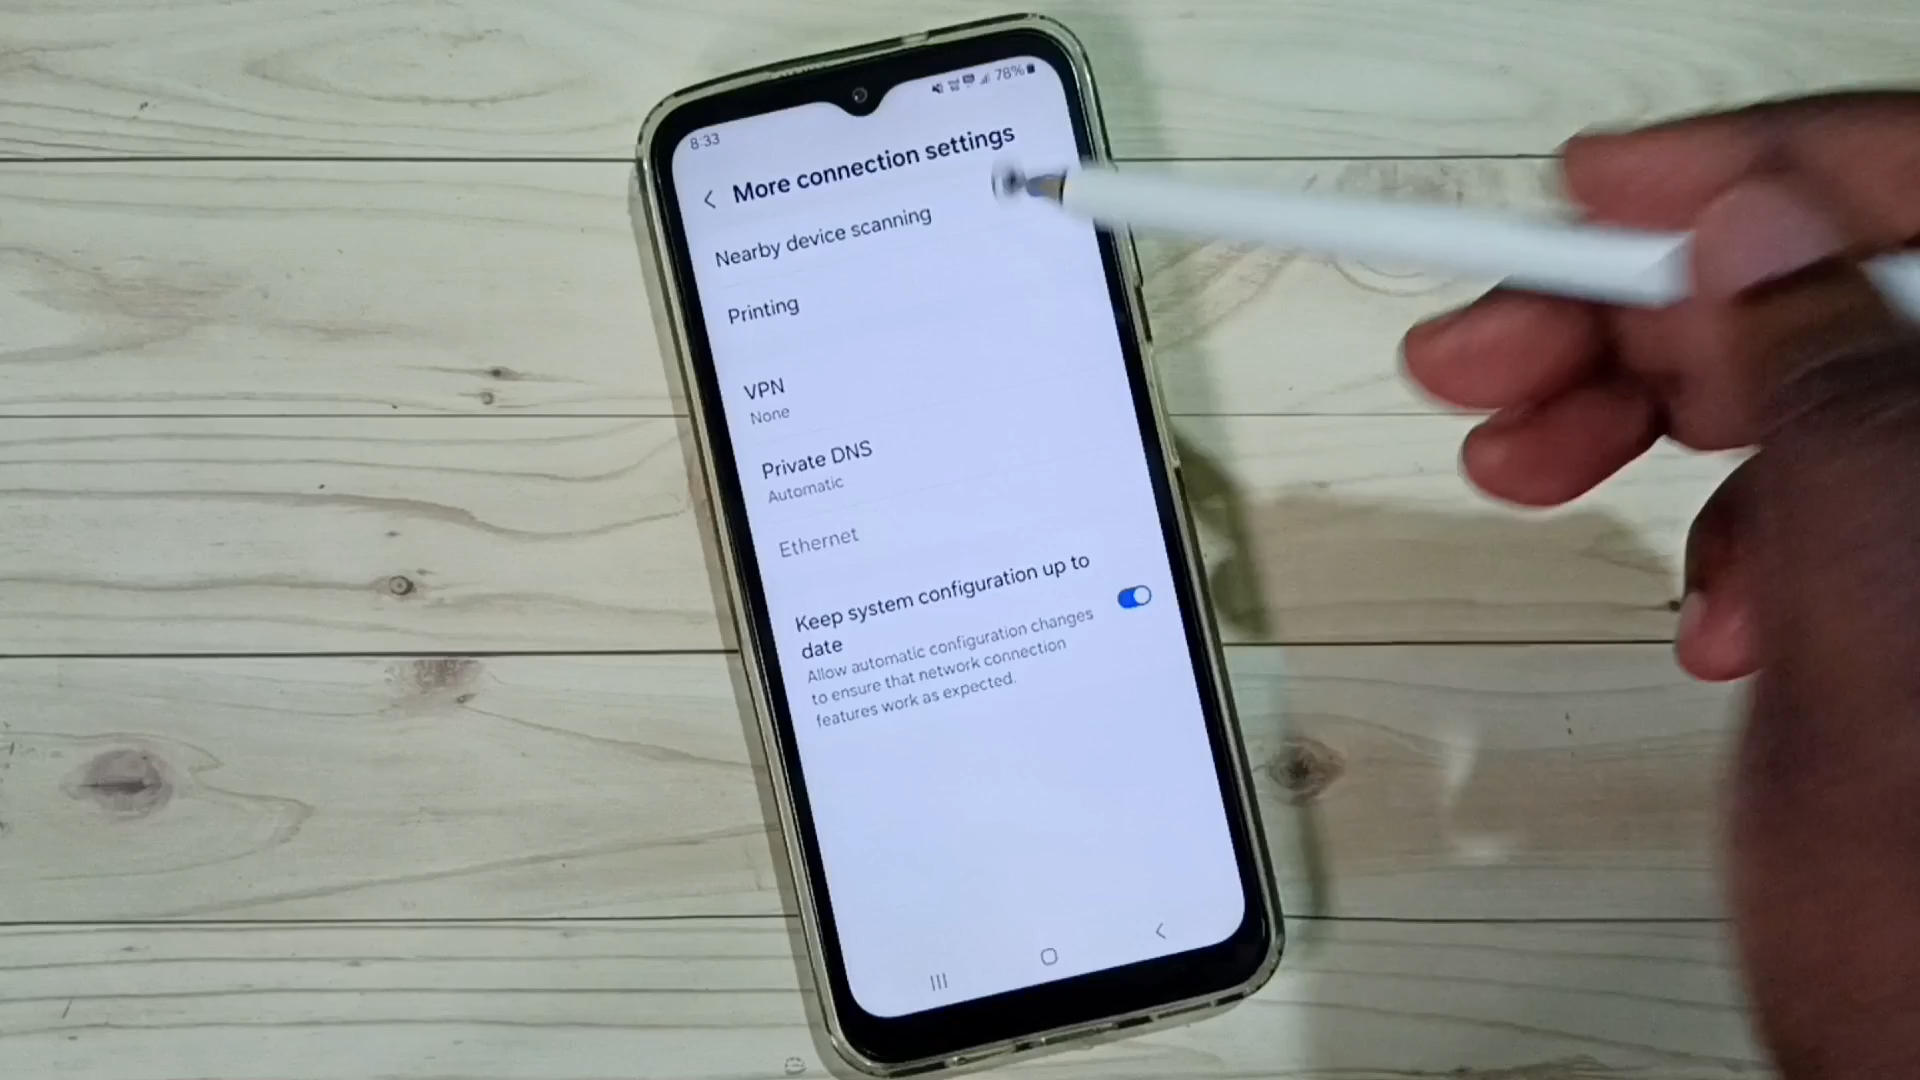 8:33
78%
More connection settings
Nearby device scanning
Printing
VPN
None
Private DNS
Automatic
Ethernet
Keep system configuration up to
date
Allow automatic configuration changes
to ensure that network connection
features work as expected.